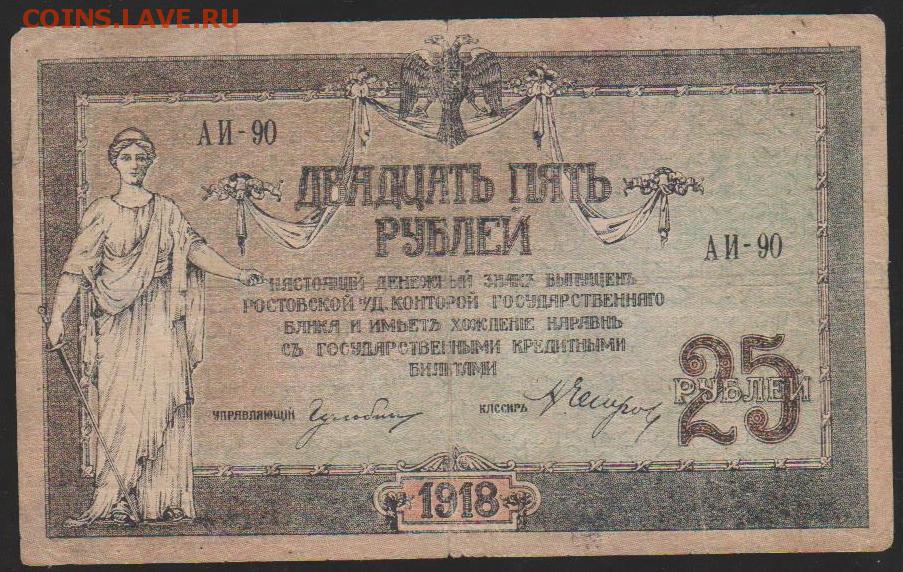 COINS.LAVE.RU
АИ-90
ДВАДЦАТЬ ПЯТЬ
РУБЛЕЙ
АИ-90
НАСТОЯЩІЙ ДЕНЕЖНЫЙ ЗНАКЪ ВЫПУЩЕНЪ
РОСТОВСКОЙ Н/Д. КОНТОРОЙ ГОСУДАРСТВЕННАГО
БАНКА И ИМѢЕТЪ ХОЖДЕНІЕ НАРАВНѢ
СЪ ГОСУДАРСТВЕННЫМИ КРЕДИТНЫМИ
БИЛЕТАМИ
25
РУБЛЕЙ
УПРАВЛЯЮЩІЙ
КАССИРЪ
1918